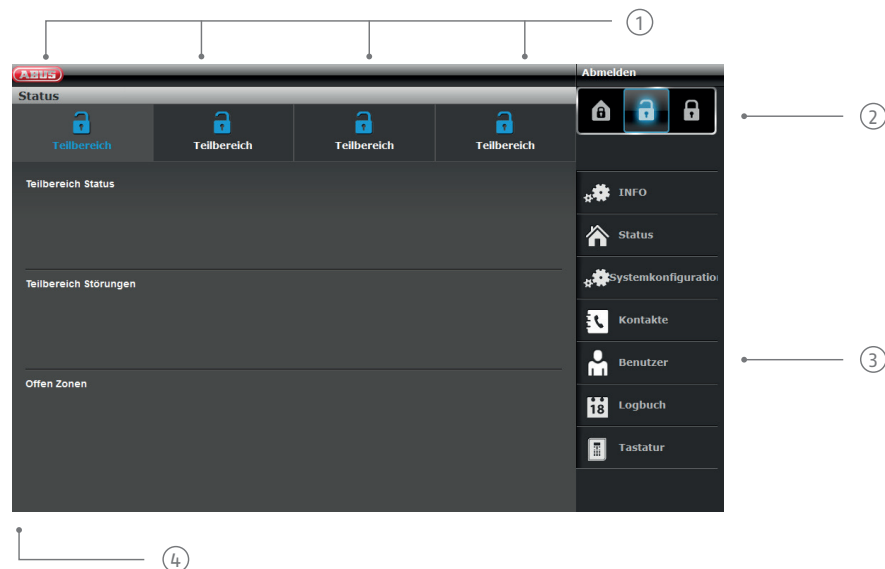 1
ABUS
Abmelden
Status
2
Teilbereich
Teilbereich
Teilbereich
Teilbereich
Teilbereich Status
INFO
Status
Teilbereich Störungen
Systemkonfiguratio
Kontakte
Benutzer
3
Offen Zonen
18
Logbuch
Tastatur
4